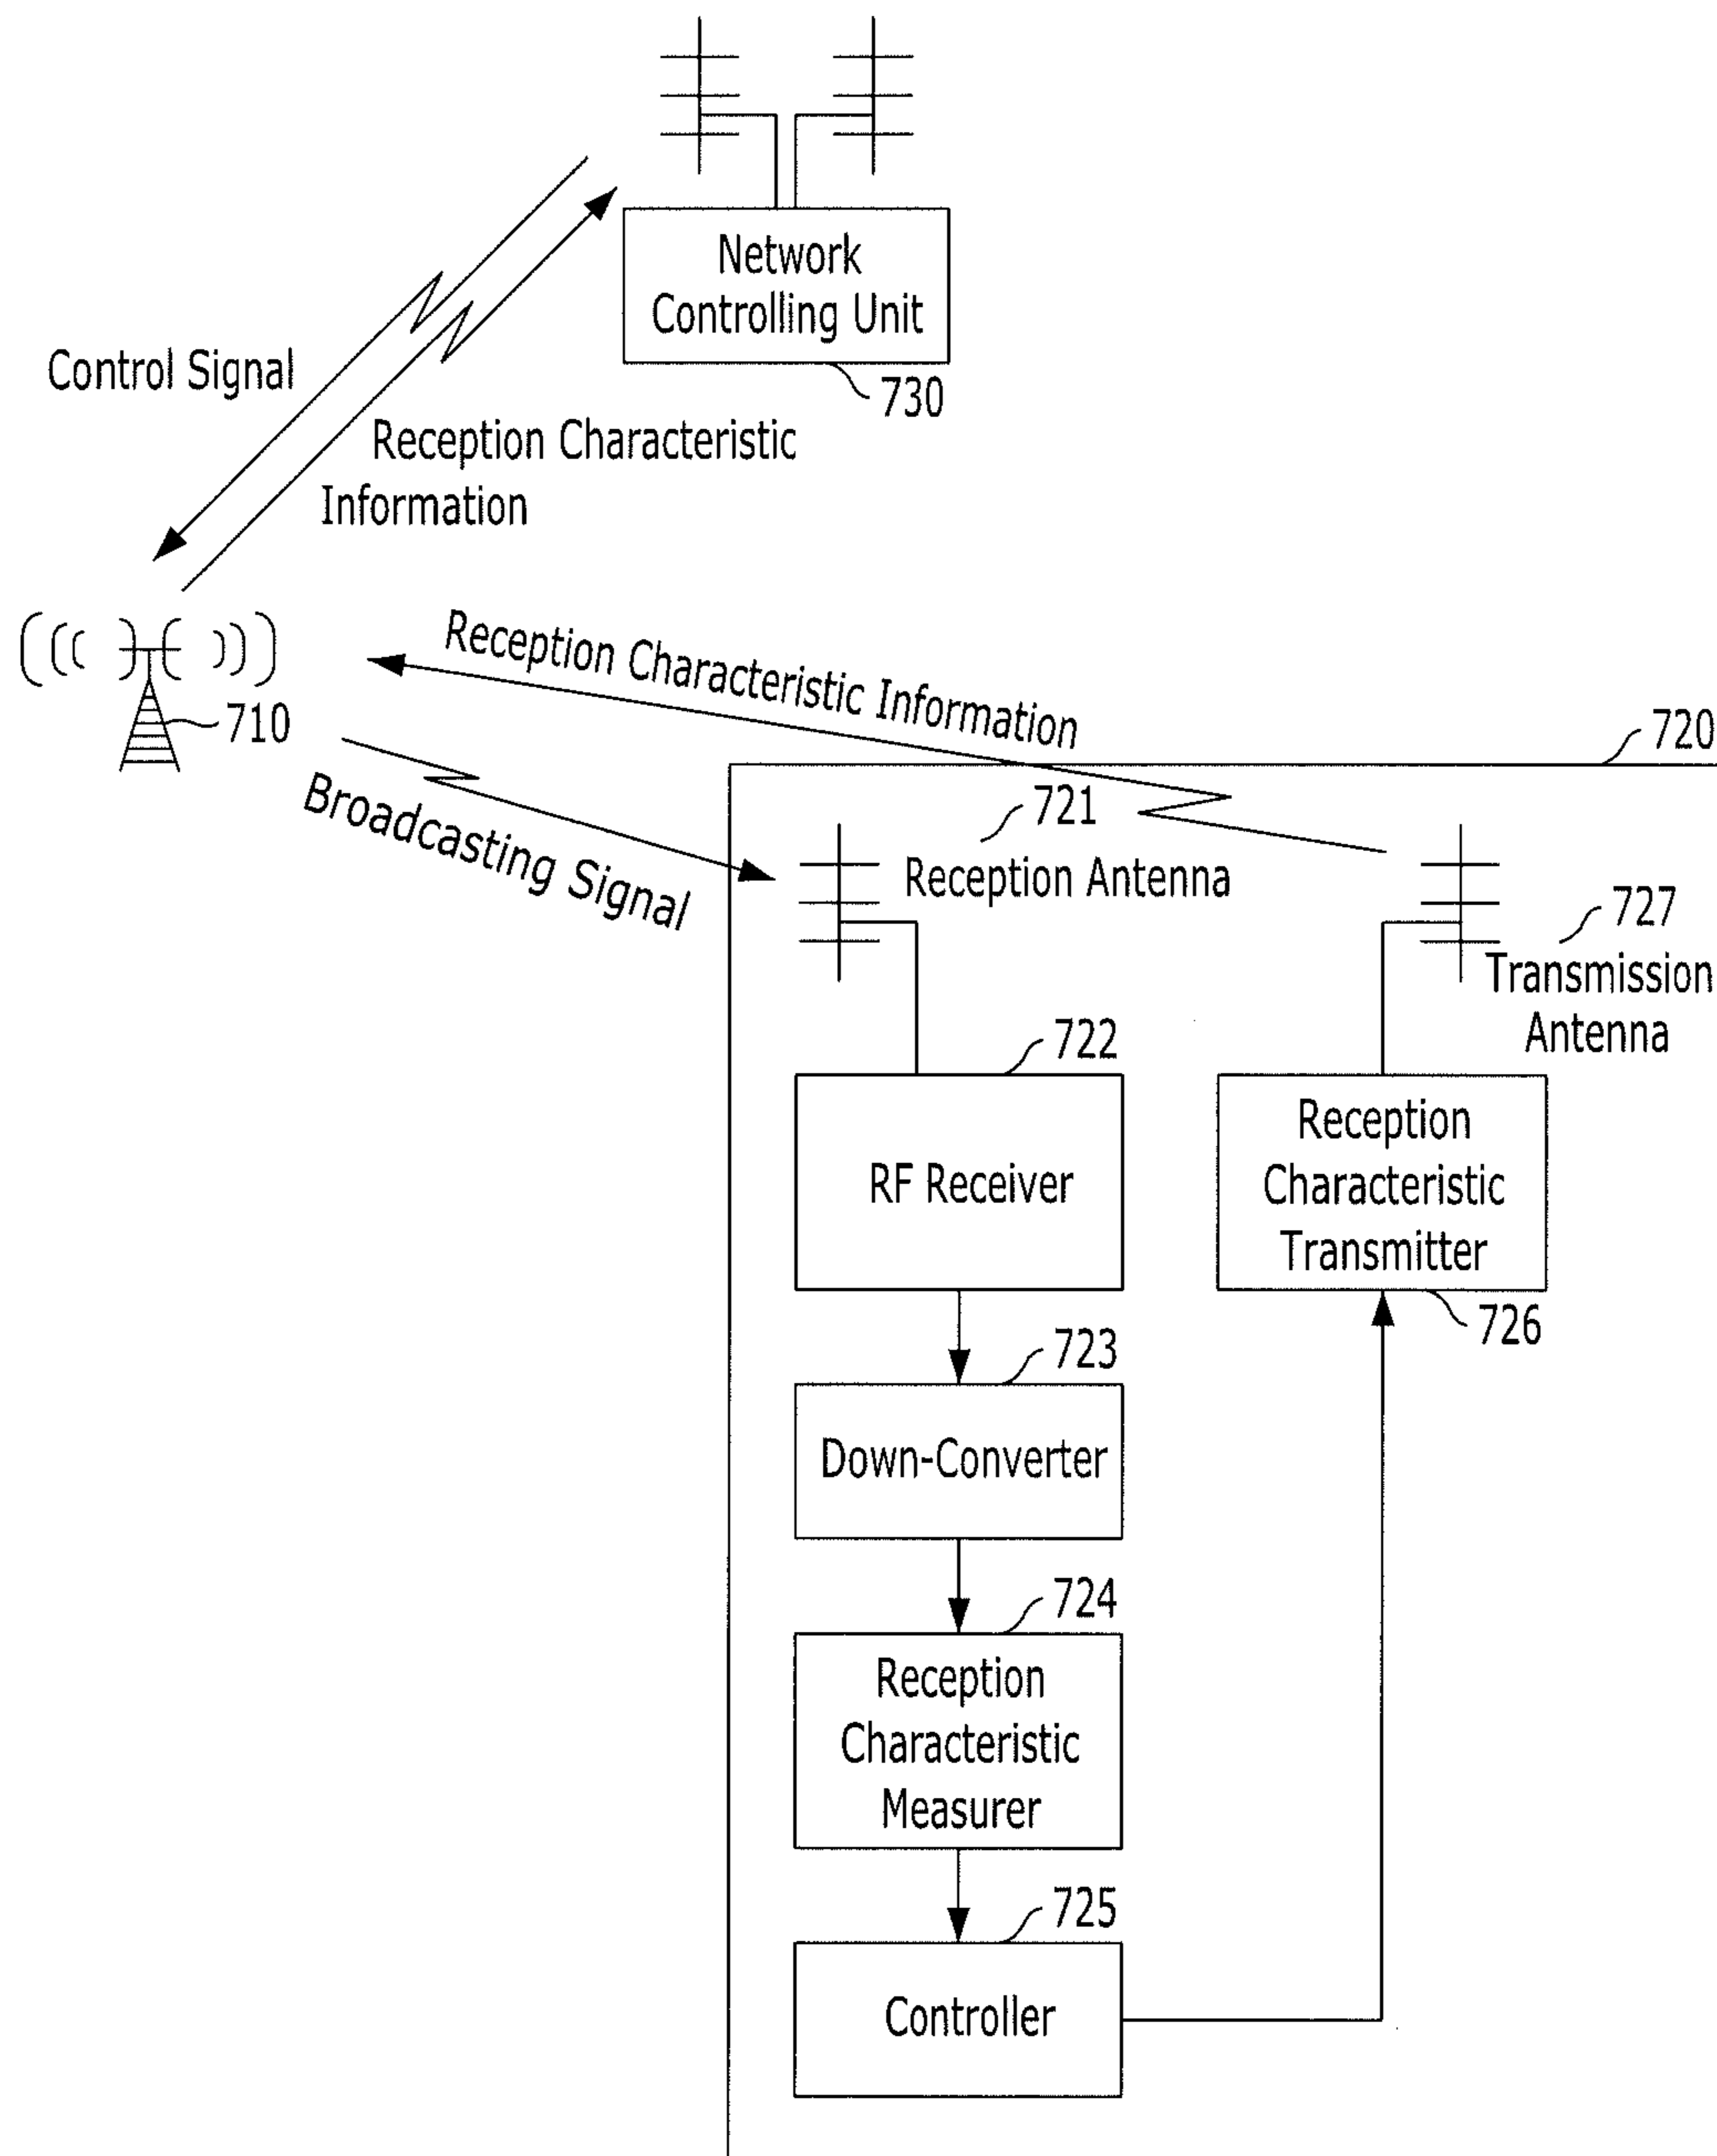 Network
Controlling Unit
730
Control Signal
Reception Characteristic
Information
710
Reception Characteristic Information
Broadcasting Signal
720
721
Reception Antenna
727
Transmission
Antenna
722
RF Receiver
Reception
Characteristic
Transmitter
726
723
Down-Converter
724
Reception
Characteristic
Measurer
725
Controller